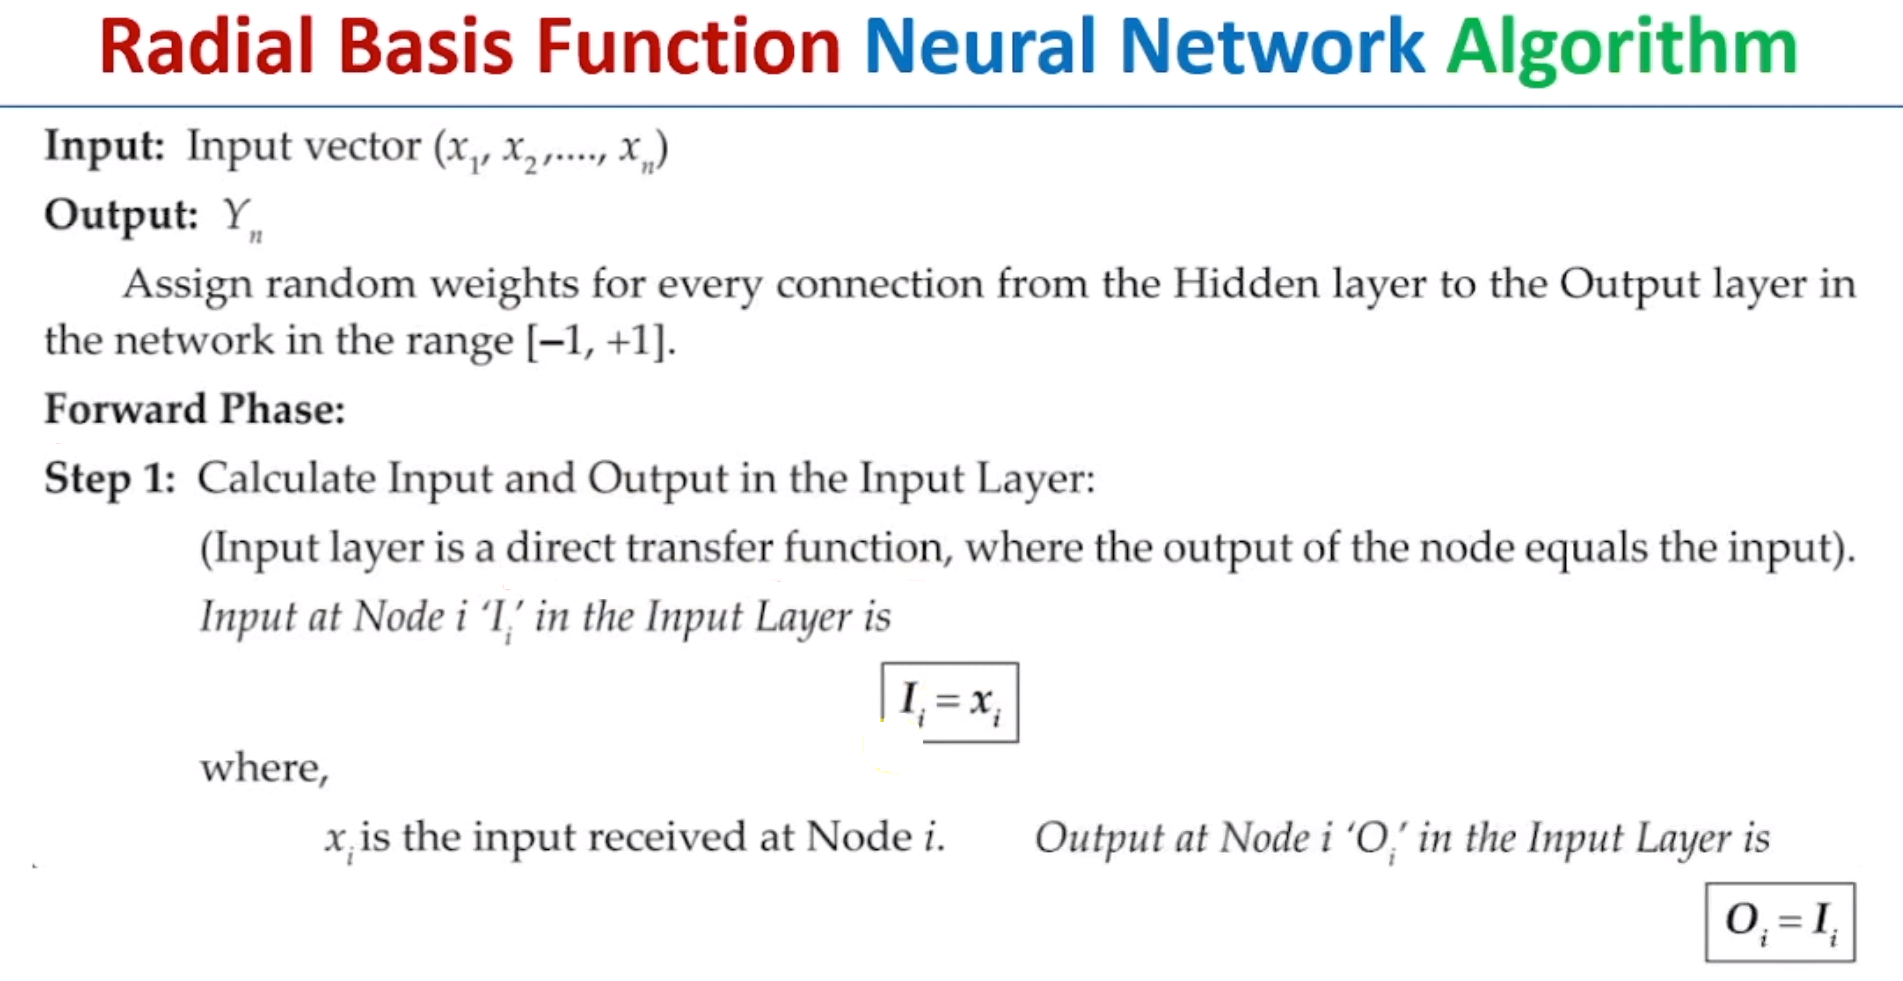 Radial Basis Function Neural Network Algorithm
Input: Input vector (x₁, x₂,...., xₙ)
Output: Yₙ
Assign random weights for every connection from the Hidden layer to the Output layer in
the network in the range [–1, +1].
Forward Phase:
Step 1: Calculate Input and Output in the Input Layer:
(Input layer is a direct transfer function, where the output of the node equals the input).
Input at Node i ‘Iᵢ’ in the Input Layer is
Iᵢ = xᵢ
where,
xᵢ is the input received at Node i. Output at Node i ‘Oᵢ’ in the Input Layer is
Oᵢ = Iᵢ